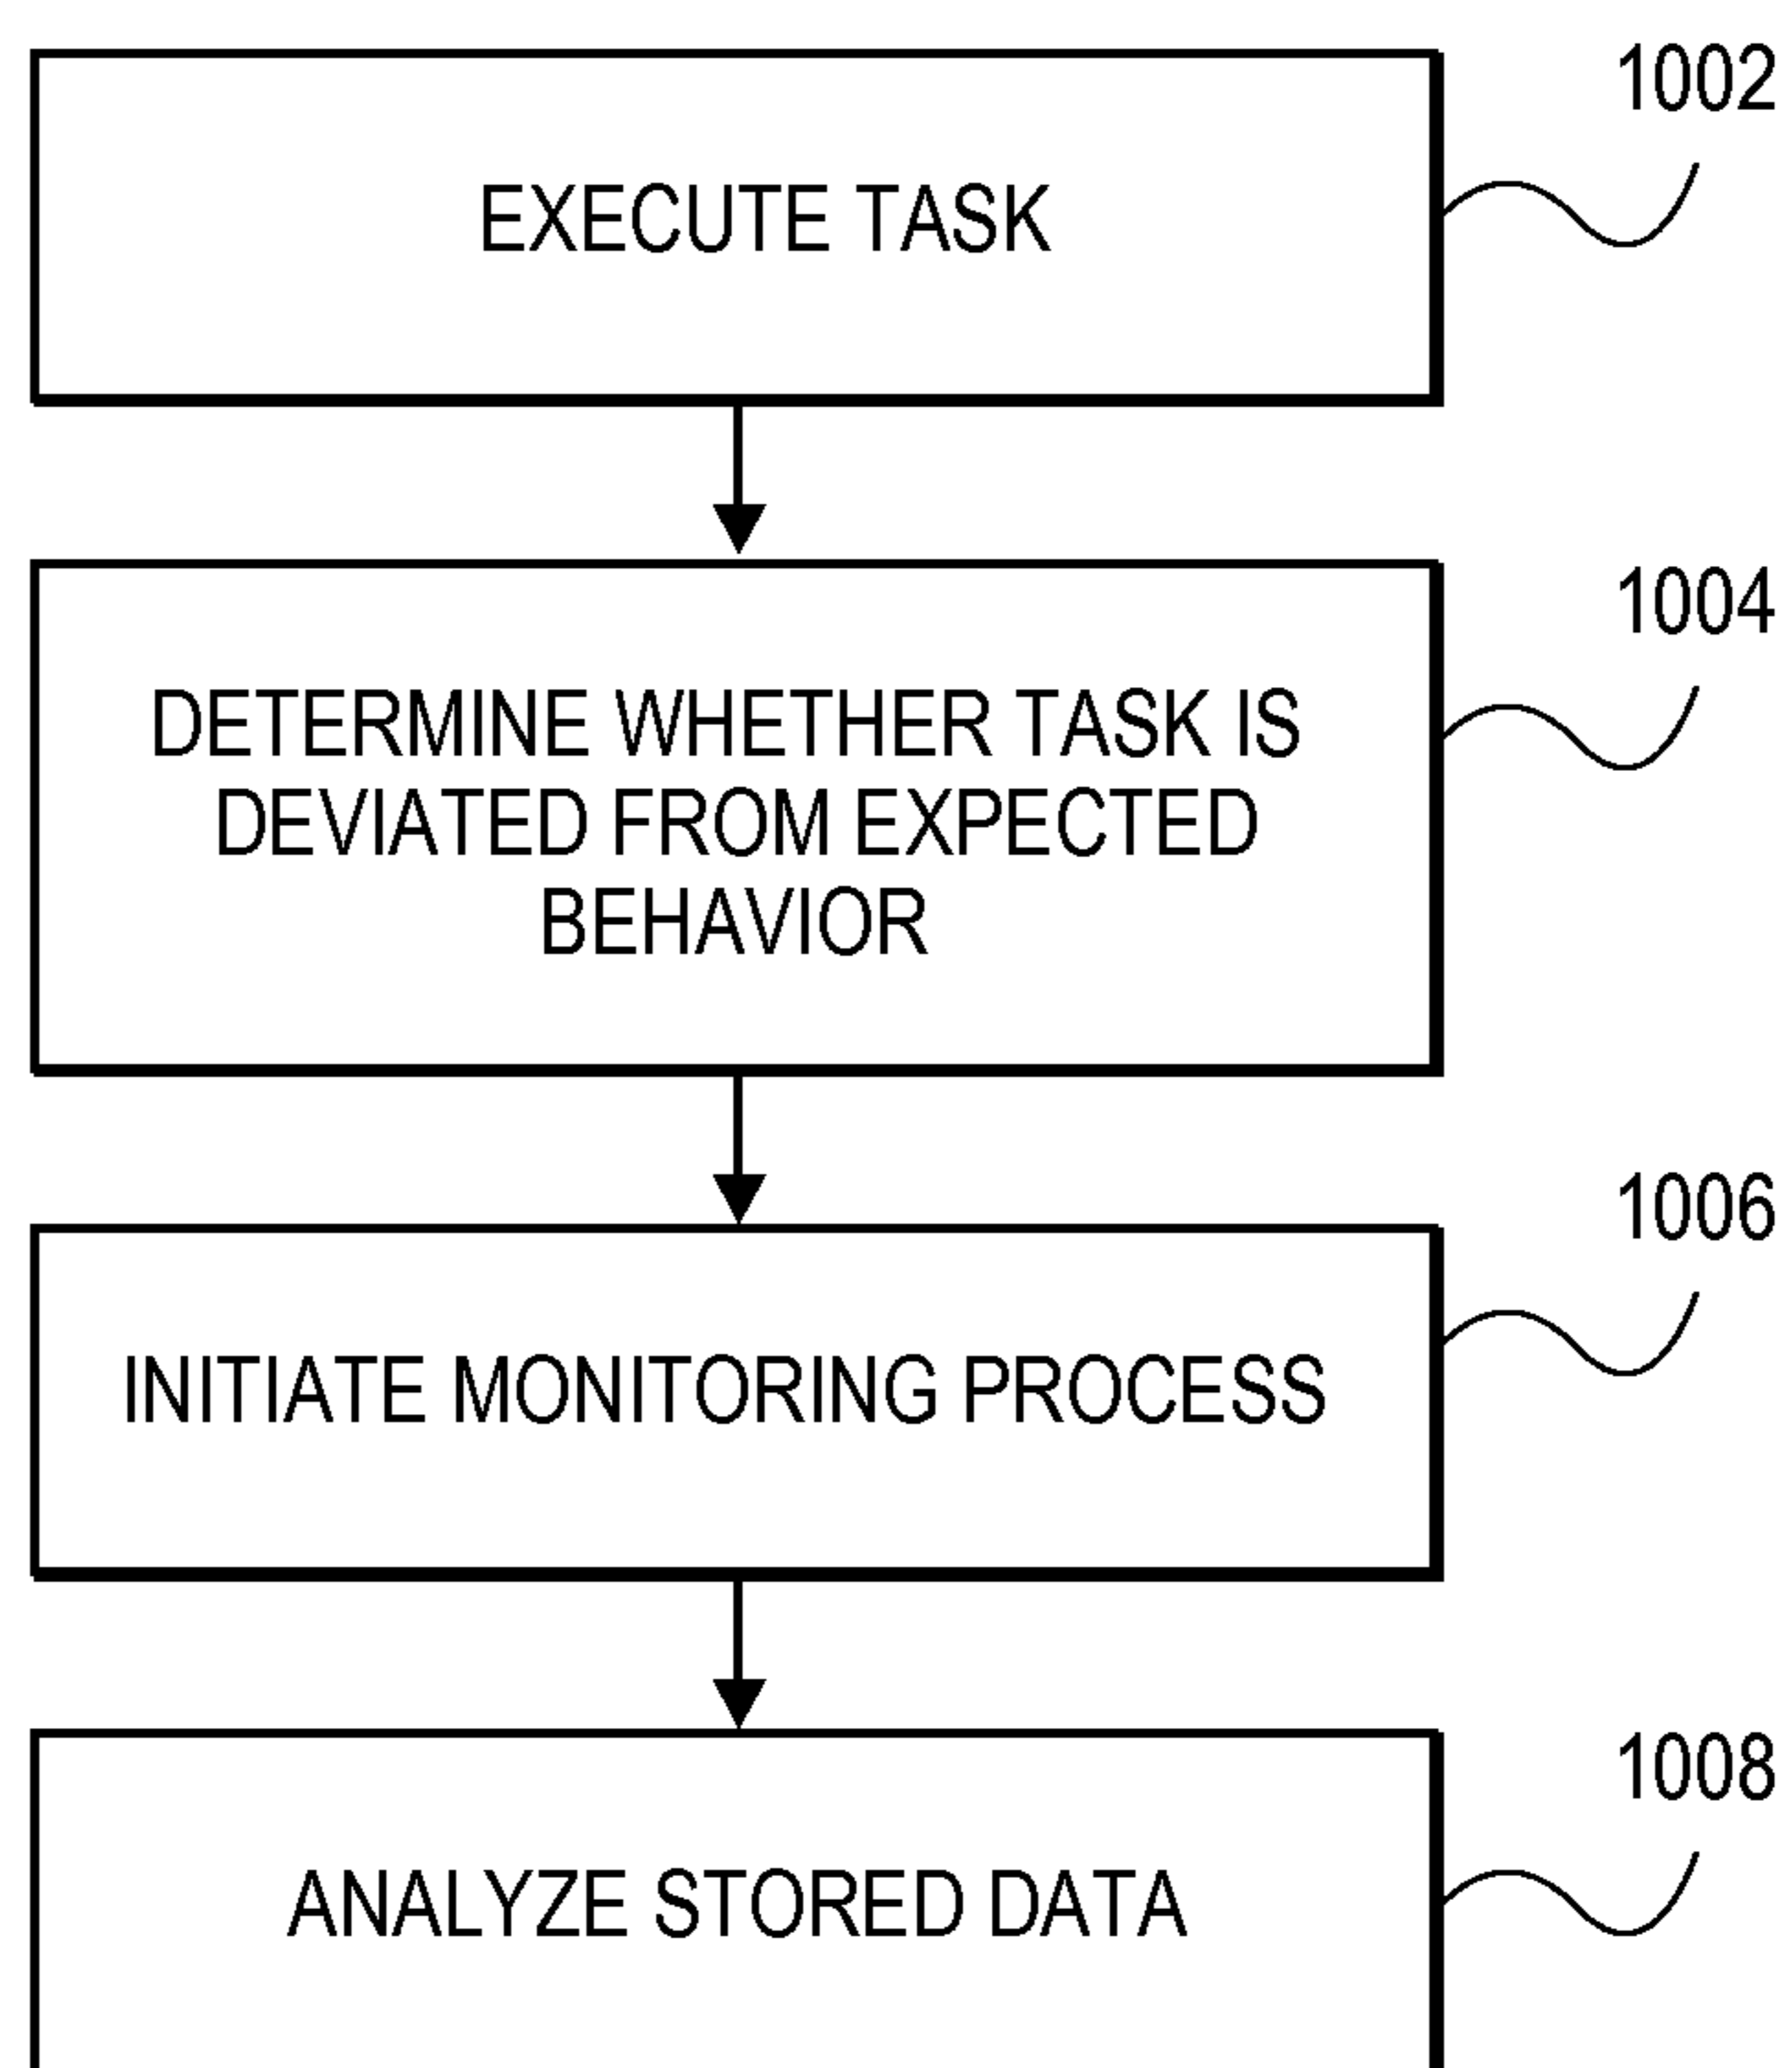 1002
EXECUTE TASK
1004
DETERMINE WHETHER TASK IS
DEVIATED FROM EXPECTED
BEHAVIOR
1006
INITIATE MONITORING PROCESS
1008
ANALYZE STORED DATA